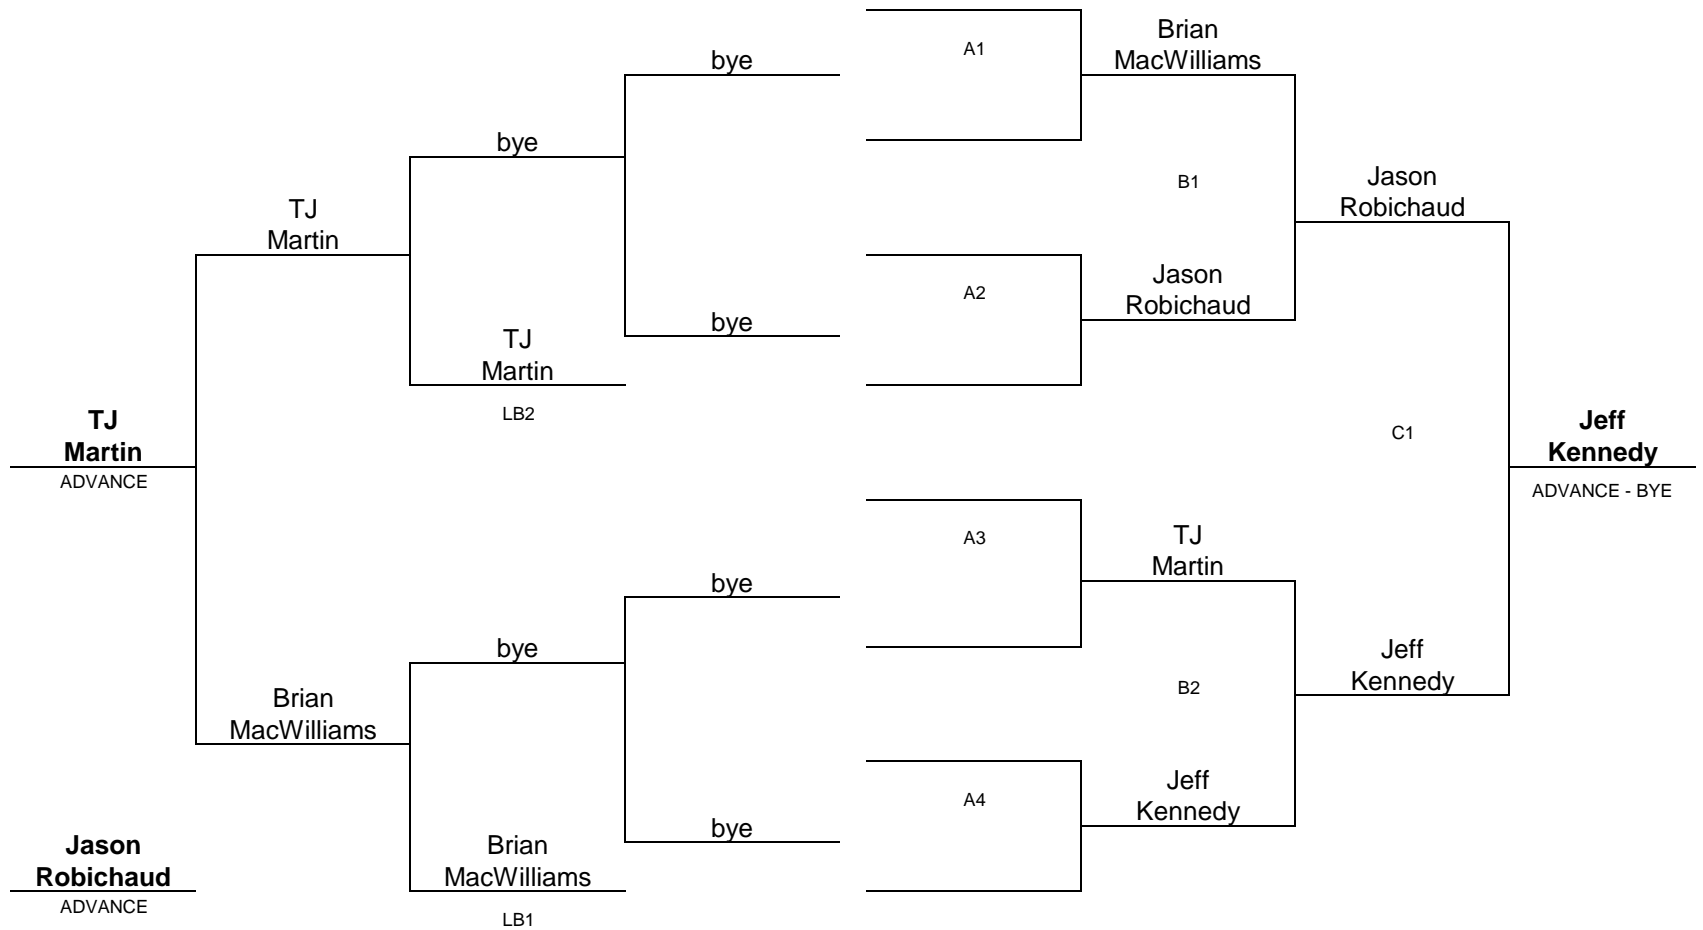 Brian
MacWilliams
A1
bye
bye
B1
Jason
Robichaud
TJ
Martin
Jason
Robichaud
A2
bye
TJ
Martin
LB2
TJ
Martin
ADVANCE
C1
Jeff
Kennedy
ADVANCE - BYE
A3
TJ
Martin
bye
bye
Jeff
Kennedy
B2
Brian
MacWilliams
Jeff
Kennedy
A4
bye
Jason
Robichaud
ADVANCE
Brian
MacWilliams
LB1